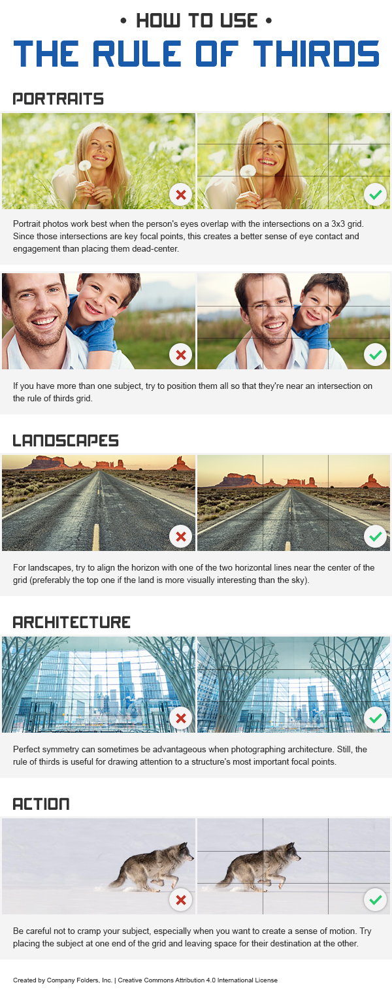 • HOW TO USE •
THE RULE OF THIRDS
PORTRAITS
Portrait photos work best when the person's eyes overlap with the intersections on a 3x3 grid.
Since those intersections are key focal points, this creates a better sense of eye contact and
engagement than placing them dead-center.
If you have more than one subject, try to position them all so that they're near an intersection on
the rule of thirds grid.
LANDSCAPES
For landscapes, try to align the horizon with one of the two horizontal lines near the center of the
grid (preferably the top one if the land is more visually interesting than the sky).
ARCHITECTURE
Perfect symmetry can sometimes be advantageous when photographing architecture. Still, the
rule of thirds is useful for drawing attention to a structure's most important focal points.
ACTION
Be careful not to cramp your subject, especially when you want to create a sense of motion. Try
placing the subject at one end of the grid and leaving space for their destination at the other.
Created by Company Folders, Inc. | Creative Commons Attribution 4.0 International License